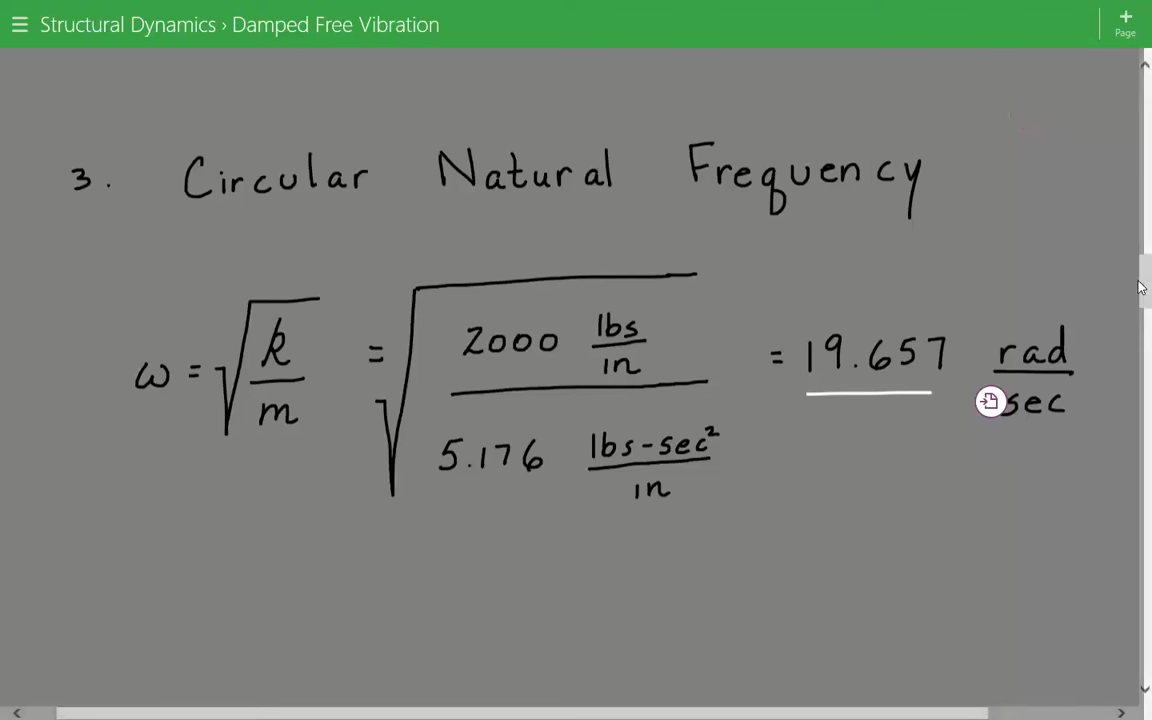 Structural Dynamics › Damped Free Vibration
Page
3. Circular Natural Frequency
ω = √(k/m) = √(2000 lbs/in / 5.176 lbs-sec²/in) = 19.657 rad/sec